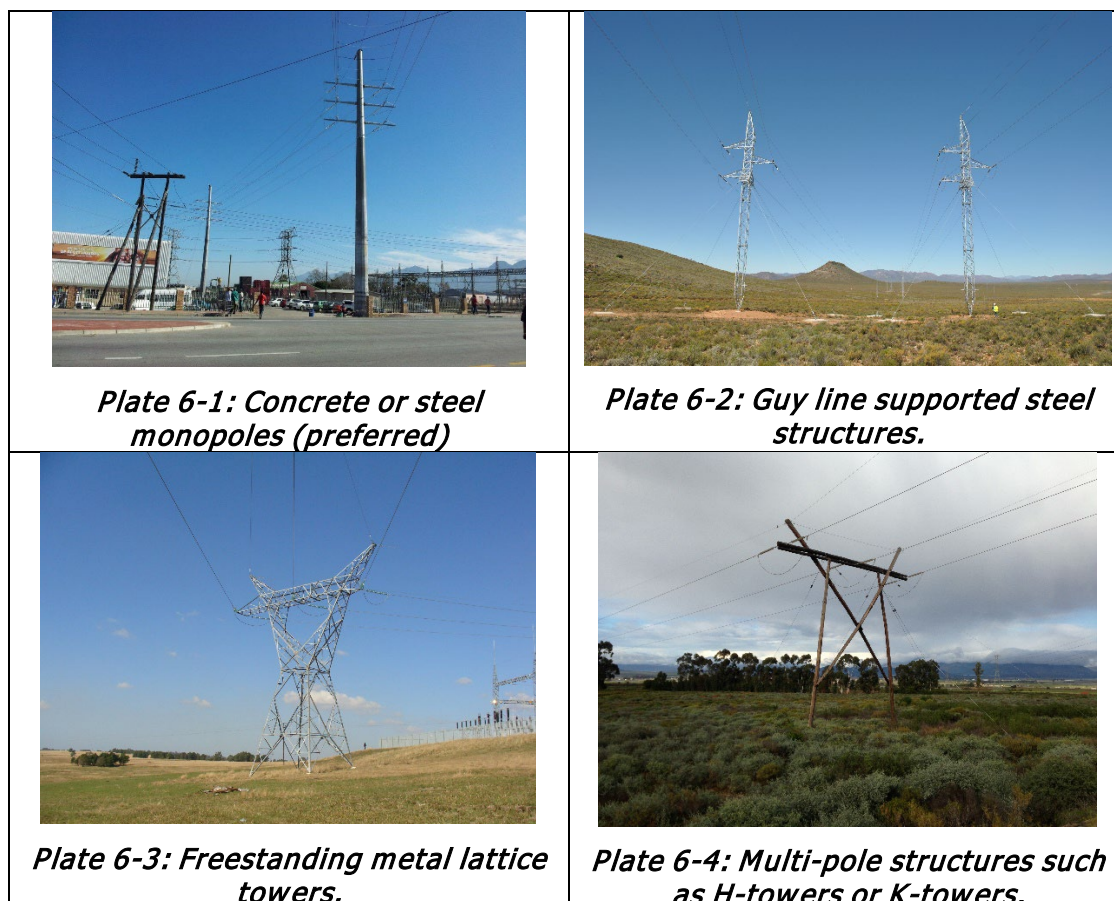 Plate 6-1: Concrete or steel
monopoles (preferred)
Plate 6-2: Guy line supported steel
structures.
Plate 6-3: Freestanding metal lattice
towers.
Plate 6-4: Multi-pole structures such
as H-towers or K-towers.